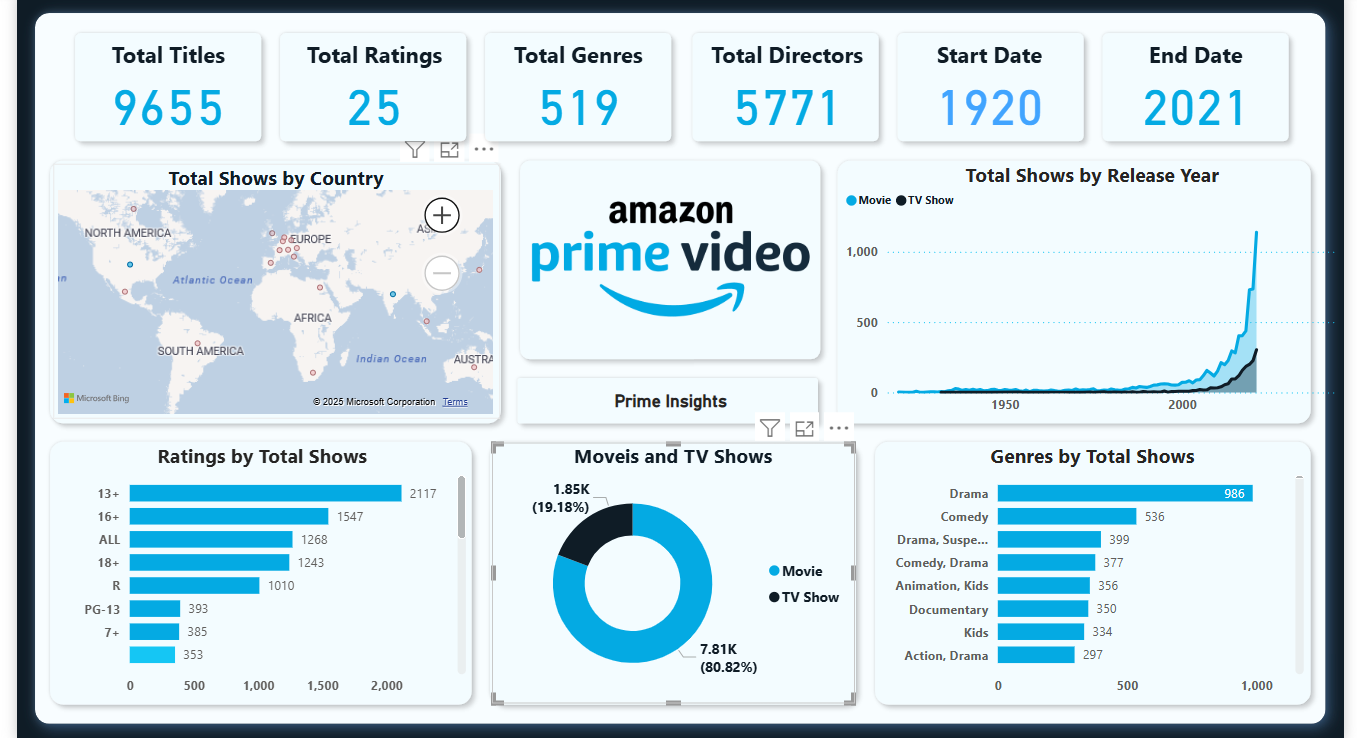 Total Titles
9655
Total Ratings
25
Total Genres
519
Total Directors
5771
Start Date
1920
End Date
2021
Total Shows by Country
NORTH AMERICA
EUROPE
Atlantic Ocean
AFRICA
SOUTH AMERICA
Indian Ocean
AUSTRA
Microsoft Bing
© 2025 Microsoft Corporation Terms
amazon
prime video
Prime Insights
Total Shows by Release Year
Movie TV Show
1,000
500
0
1950 2000
Ratings by Total Shows
13+ 2117
16+ 1547
ALL 1268
18+ 1243
R 1010
PG-13 393
7+ 385
353
0 500 1,000 1,500 2,000
Moveis and TV Shows
1.85K
(19.18%)
Movie
TV Show
7.81K
(80.82%)
Genres by Total Shows
Drama 986
Comedy 536
Drama, Suspe... 399
Comedy, Drama 377
Animation, Kids 356
Documentary 350
Kids 334
Action, Drama 297
0 500 1,000